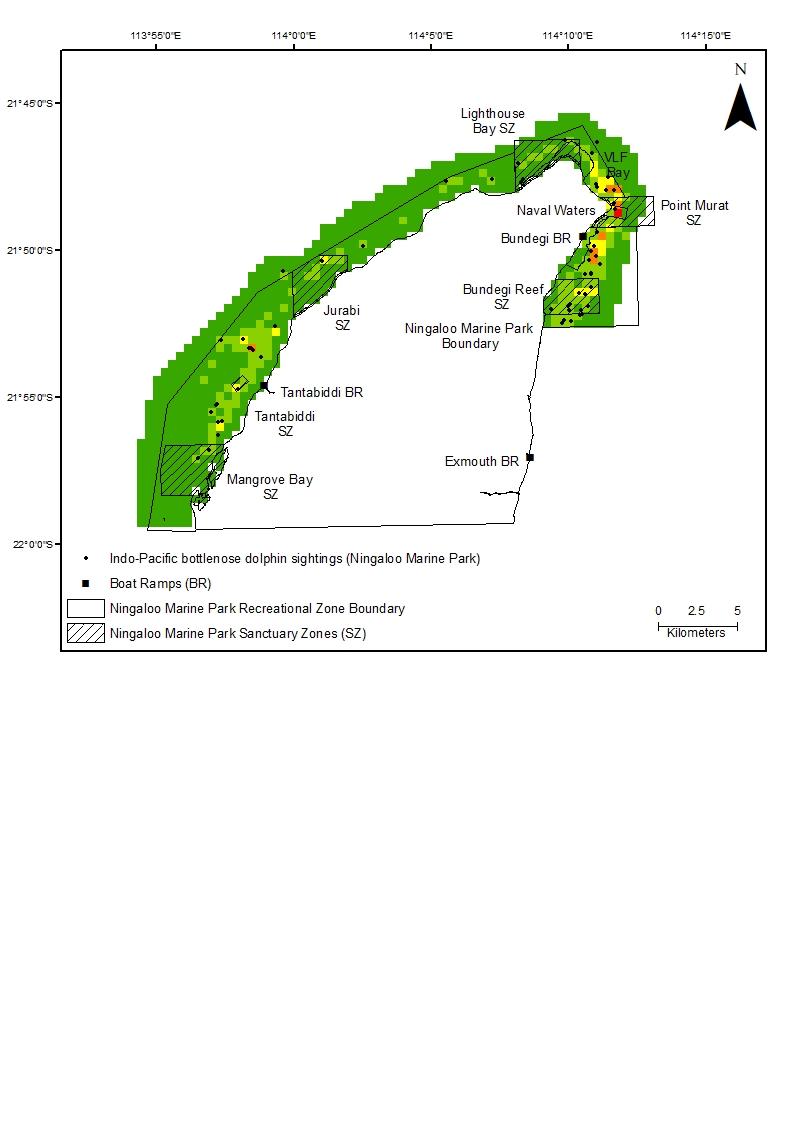 113°55'0"E 114°0'0"E 114°5'0"E 114°10'0"E 114°15'0"E
N
21°45'0"S
Lighthouse
Bay SZ
VLF
Bay
Naval Waters
Point Murat
SZ
21°50'0"S
Bundegi BR
Bundegi Reef
SZ
Jurabi
SZ
Ningaloo Marine Park
Boundary
21°55'0"S
Tantabiddi BR
Tantabiddi
SZ
Exmouth BR
Mangrove Bay
SZ
22°0'0"S
Indo-Pacific bottlenose dolphin sightings (Ningaloo Marine Park)
Boat Ramps (BR)
Ningaloo Marine Park Recreational Zone Boundary
Ningaloo Marine Park Sanctuary Zones (SZ)
0 2.5 5
Kilometers